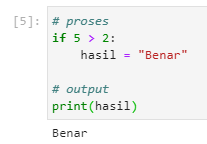 [5]: # proses
if 5 > 2:
    hasil = "Benar"

# output
print(hasil)
Benar